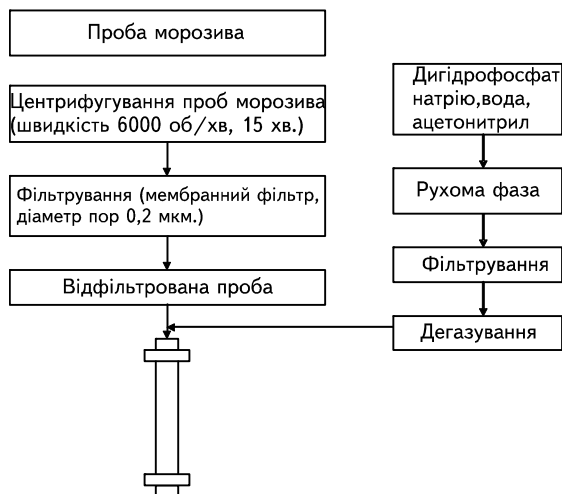 Проба морозива
Центрифугування проб морозива
(швидкість 6000 об/хв, 15 хв.)
Фільтрування (мембранний фільтр,
діаметр пор 0,2 мкм.)
Відфільтрована проба
Дигідрофосфат
натрію,вода,
ацетонитрил
Рухома фаза
Фільтрування
Дегазування